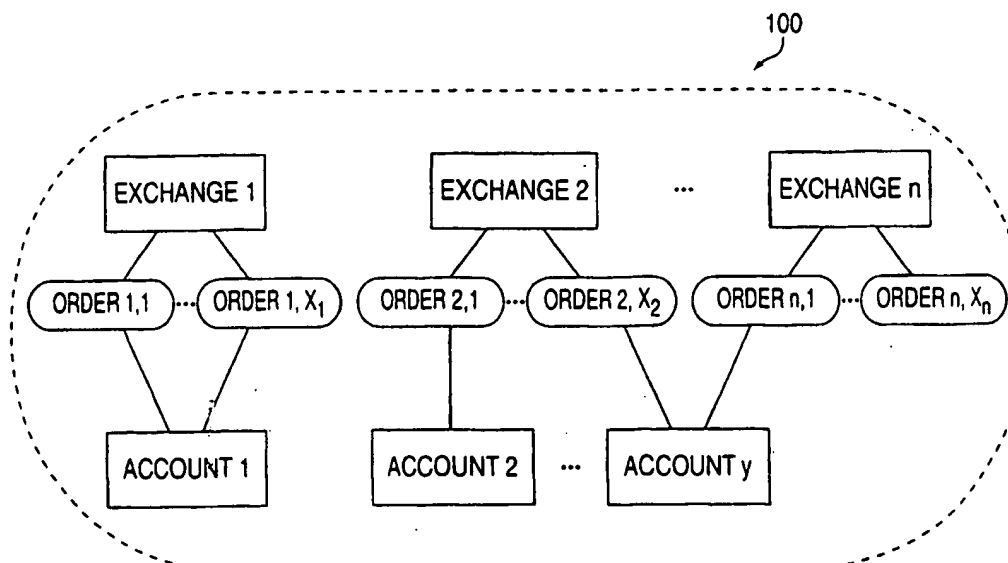 100
EXCHANGE 1
EXCHANGE 2
...
EXCHANGE n
ORDER 1,1
...
ORDER 1, X₁
ORDER 2,1
...
ORDER 2, X₂
ORDER n,1
...
ORDER n, Xₙ
ACCOUNT 1
ACCOUNT 2
...
ACCOUNT y